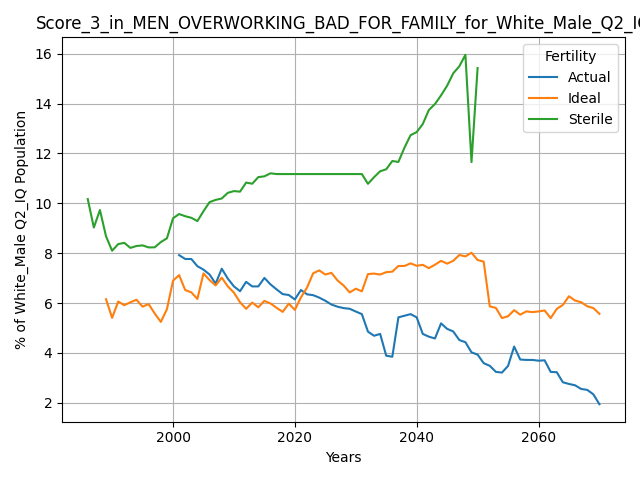 Score_3_in_MEN_OVERWORKING_BAD_FOR_FAMILY_for_White_Male_Q2_IQ
Fertility
Actual
Ideal
Sterile
% of White_Male Q2_IQ Population
16
14
12
10
8
6
4
2
2000 2020 2040 2060
Years